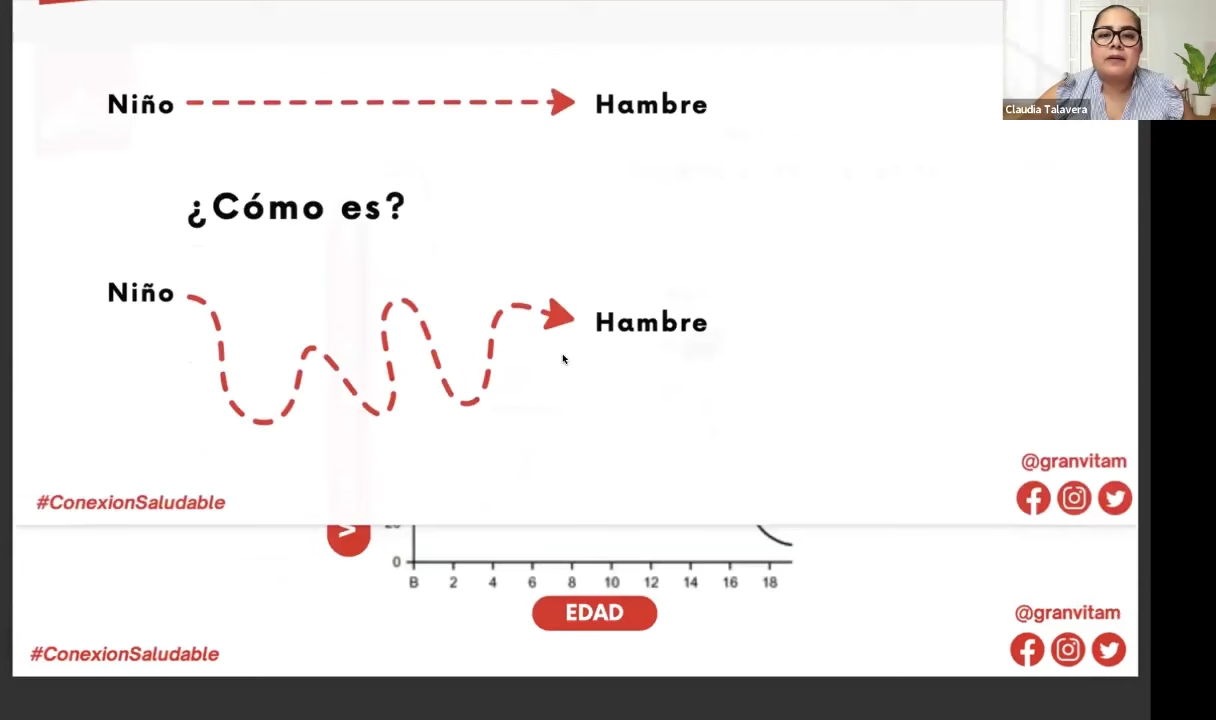 Niño Hambre
Claudia Talavera
¿Cómo es?
Niño
Hambre
@granvitam
#ConexionSaludable
0
B 2 4 6 8 10 12 14 16 18
EDAD
@granvitam
#ConexionSaludable